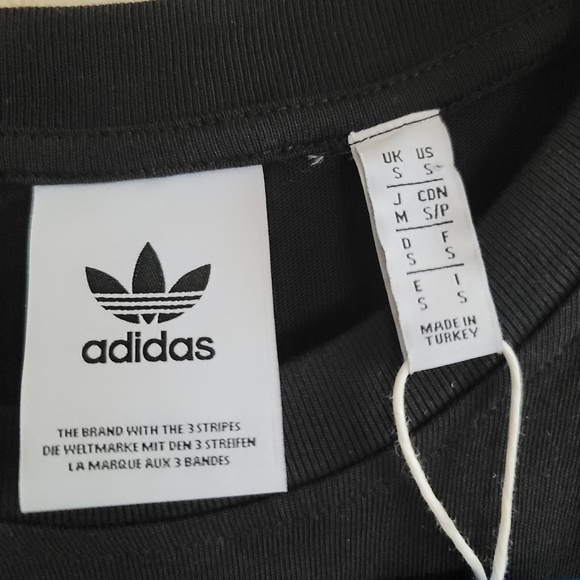 adidas
THE BRAND WITH THE 3 STRIPES
DIE WELTMARKE MIT DEN 3 STREIFEN
LA MARQUE AUX 3 BANDES
UK US
S S
J CDN
M S/P
D F
S S
E I
S S
MADE IN
TURKEY